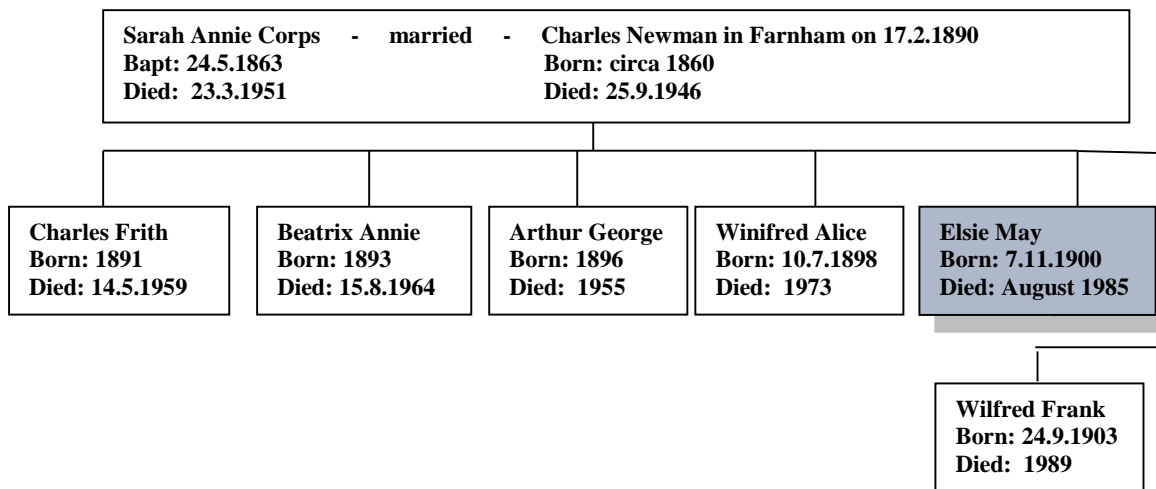 Sarah Annie Corps - married - Charles Newman in Farnham on 17.2.1890
Bapt: 24.5.1863 Born: circa 1860
Died: 23.3.1951 Died: 25.9.1946
Charles Frith
Born: 1891
Died: 14.5.1959
Beatrix Annie
Born: 1893
Died: 15.8.1964
Arthur George
Born: 1896
Died: 1955
Winifred Alice
Born: 10.7.1898
Died: 1973
Elsie May
Born: 7.11.1900
Died: August 1985
Wilfred Frank
Born: 24.9.1903
Died: 1989